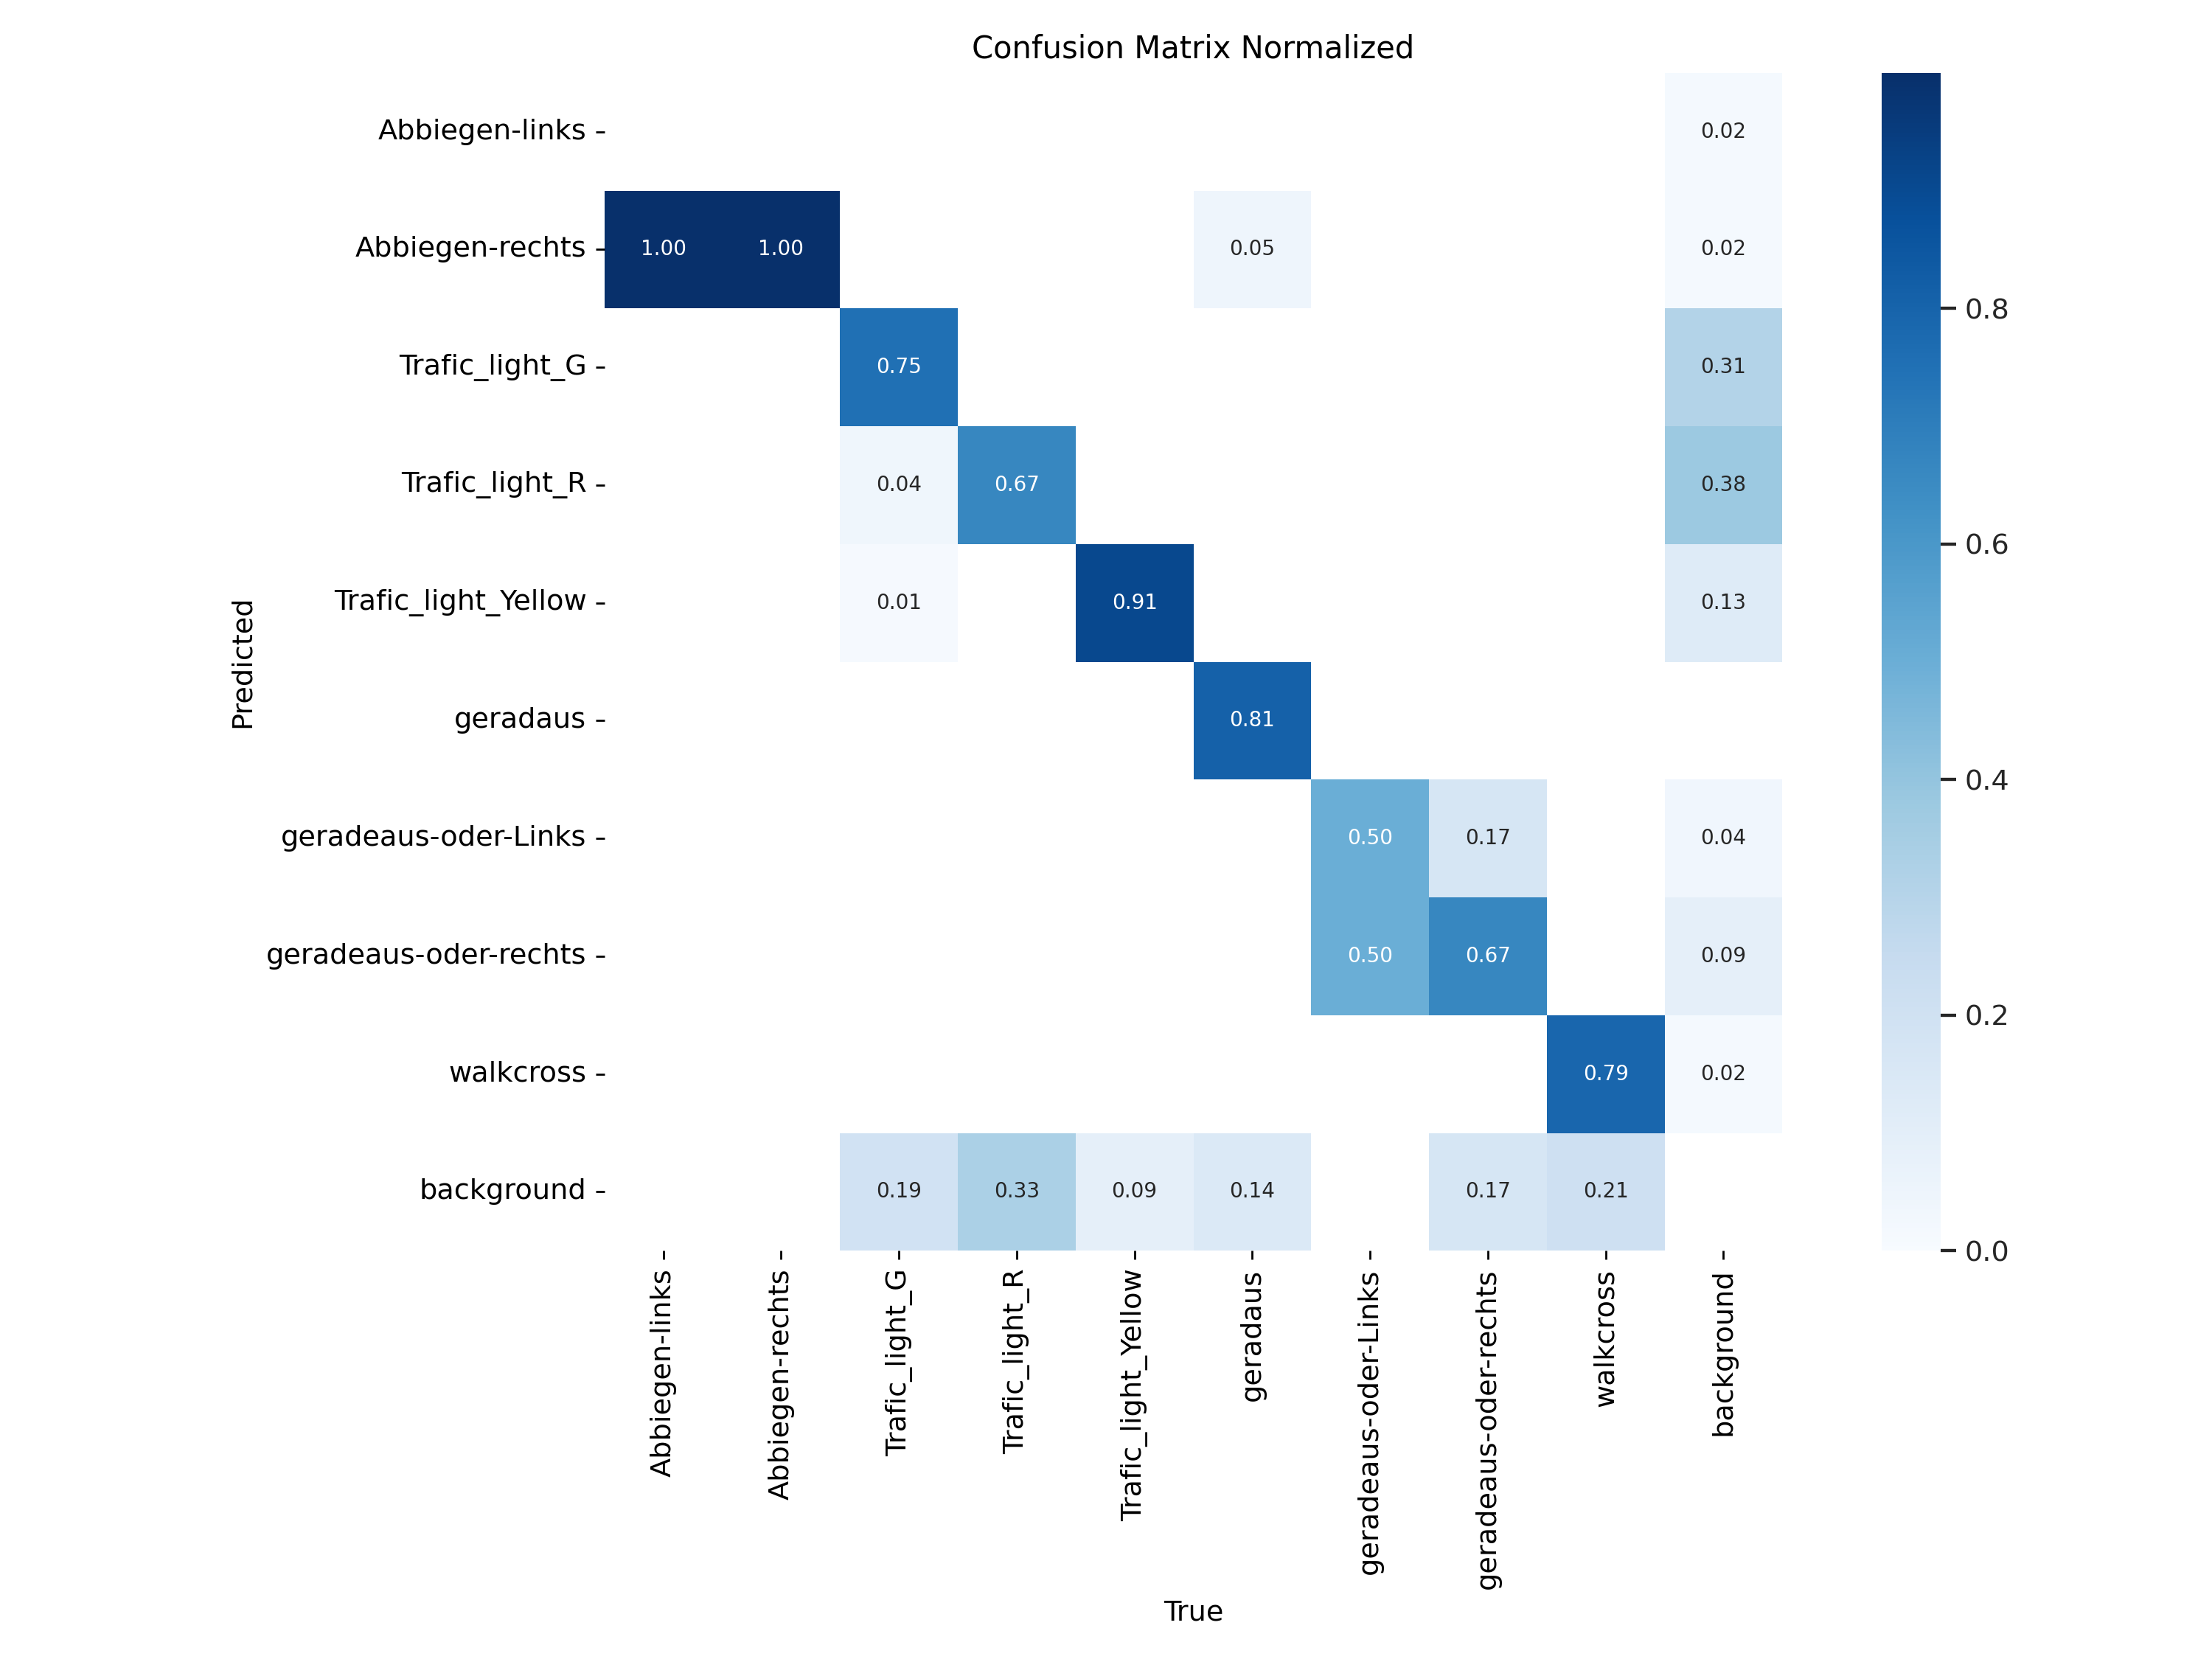 Confusion Matrix Normalized
Abbiegen-links 0.02
Abbiegen-rechts 1.00 1.00 0.05 0.02
Trafic_light_G 0.75 0.31
Trafic_light_R 0.04 0.67 0.38
Trafic_light_Yellow 0.01 0.91 0.13
geradaus 0.81
geradeaus-oder-Links 0.50 0.17 0.04
geradeaus-oder-rechts 0.50 0.67 0.09
walkcross 0.79 0.02
background 0.19 0.33 0.09 0.14 0.17 0.21
Predicted
Abbiegen-links
Abbiegen-rechts
Trafic_light_G
Trafic_light_R
Trafic_light_Yellow
geradaus
geradeaus-oder-Links
geradeaus-oder-rechts
walkcross
background
True
0.8
0.6
0.4
0.2
0.0